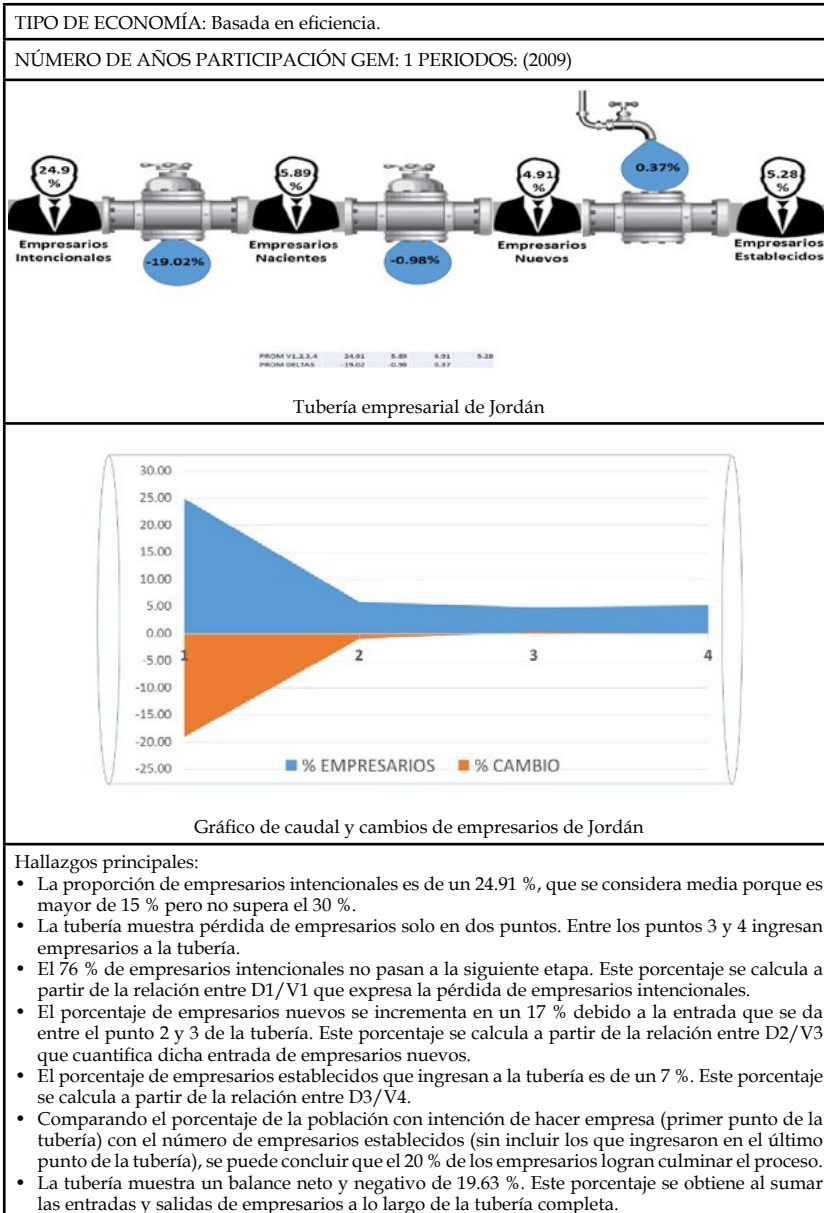 TIPO DE ECONOMÍA: Basada en eficiencia.
NÚMERO DE AÑOS PARTICIPACIÓN GEM: 1 PERIODOS: (2009)
24.9
%
Empresarios
Intencionales
-19.02%
5.89
%
Empresarios
Nacientes
-0.98%
4.91
%
Empresarios
Nuevos
0.37%
5.28
%
Empresarios
Establecidos
PROM V1,2,3,4 24.91 5.89 4.91 5.28
PROM DELTAS -19.02 -0.98 0.37
Tubería empresarial de Jordán
30.00
25.00
20.00
15.00
10.00
5.00
0.00
-5.00
-10.00
-15.00
-20.00
-25.00
1 2 3 4
% EMPRESARIOS % CAMBIO
Gráfico de caudal y cambios de empresarios de Jordán
Hallazgos principales:
• La proporción de empresarios intencionales es de un 24.91 %, que se considera media porque es
mayor de 15 % pero no supera el 30 %.
• La tubería muestra pérdida de empresarios solo en dos puntos. Entre los puntos 3 y 4 ingresan
empresarios a la tubería.
• El 76 % de empresarios intencionales no pasan a la siguiente etapa. Este porcentaje se calcula a
partir de la relación entre D1/V1 que expresa la pérdida de empresarios intencionales.
• El porcentaje de empresarios nuevos se incrementa en un 17 % debido a la entrada que se da
entre el punto 2 y 3 de la tubería. Este porcentaje se calcula a partir de la relación entre D2/V3
que cuantifica dicha entrada de empresarios nuevos.
• El porcentaje de empresarios establecidos que ingresan a la tubería es de un 7 %. Este porcentaje
se calcula a partir de la relación entre D3/V4.
• Comparando el porcentaje de la población con intención de hacer empresa (primer punto de la
tubería) con el número de empresarios establecidos (sin incluir los que ingresaron en el último
punto de la tubería), se puede concluir que el 20 % de los empresarios logran culminar el proceso.
• La tubería muestra un balance neto y negativo de 19.63 %. Este porcentaje se obtiene al sumar
las entradas y salidas de empresarios a lo largo de la tubería completa.